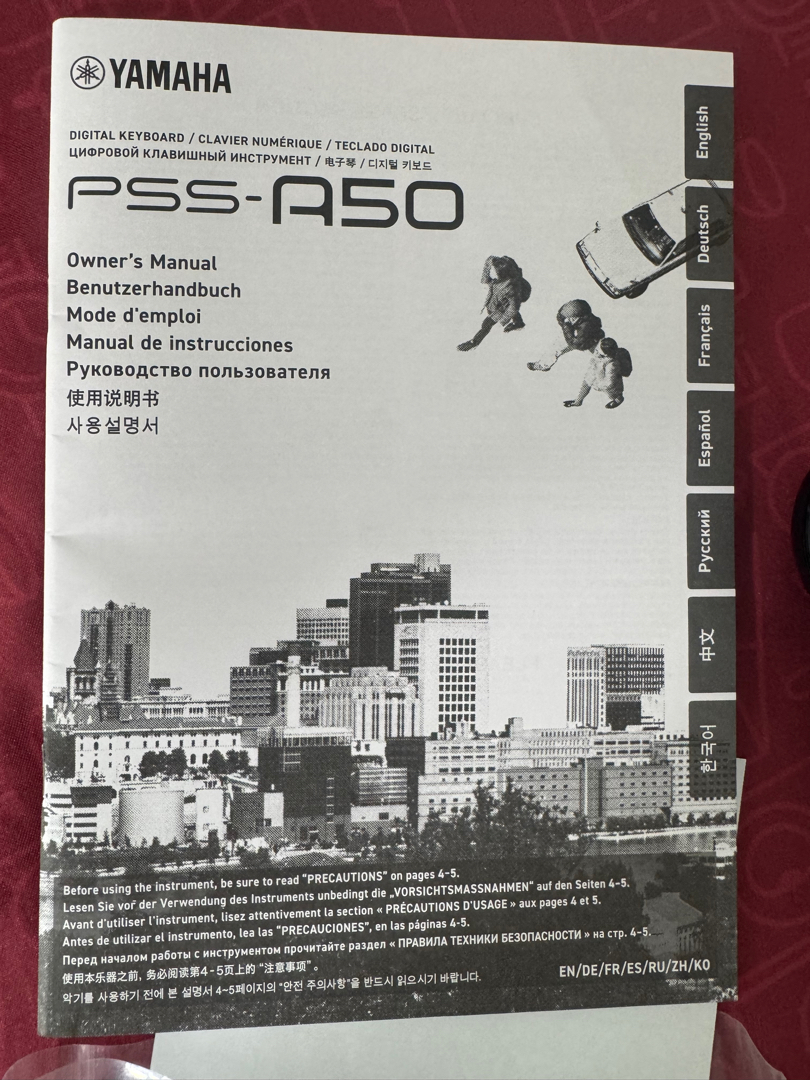 YAMAHA
DIGITAL KEYBOARD / CLAVIER NUMÉRIQUE / TECLADO DIGITAL
ЦИФРОВОЙ КЛАВИШНЫЙ ИНСТРУМЕНТ / 电子琴 / 디지털 키보드
PSS-A50
Owner's Manual
Benutzerhandbuch
Mode d'emploi
Manual de instrucciones
Руководство пользователя
使用说明书
사용설명서
English
Deutsch
Français
Español
Русский
中文
한국어
Before using the instrument, be sure to read "PRECAUTIONS" on pages 4-5.
Lesen Sie vor der Verwendung des Instruments unbedingt die „VORSICHTSMASSNAHMEN" auf den Seiten 4–5.
Avant d'utiliser l'instrument, lisez attentivement la section « PRÉCAUTIONS D'USAGE » aux pages 4 et 5.
Antes de utilizar el instrumento, lea las "PRECAUCIONES", en las páginas 4-5.
Перед началом работы с инструментом прочитайте раздел « ПРАВИЛА ТЕХНИКИ БЕЗОПАСНОСТИ » на стр. 4–5.
使用本乐器之前, 务必阅读第4-5页上的 "注意事项"。
악기를 사용하기 전에 본 설명서 4~5페이지의 "안전 주의사항"을 반드시 읽으시기 바랍니다.
EN/DE/FR/ES/RU/ZH/KO